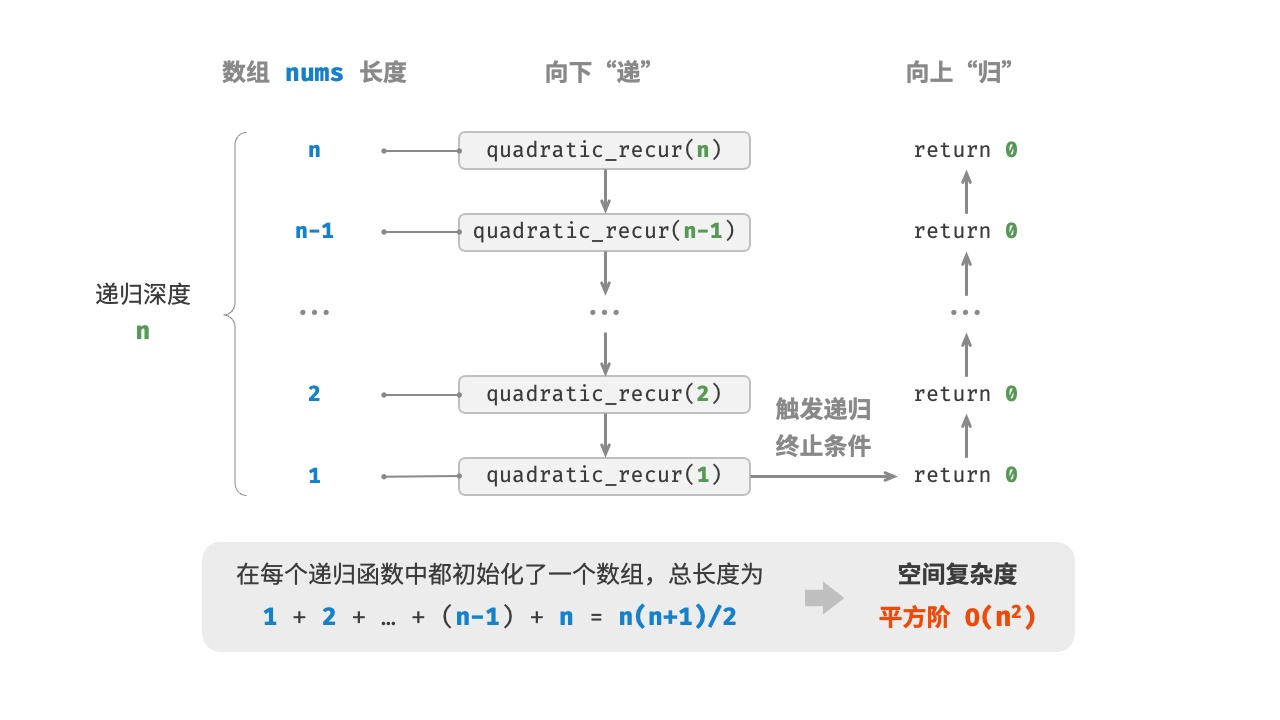 数组 nums 长度 向下“递” 向上“归”
n quadratic_recur(n) return 0
n-1 quadratic_recur(n-1) return 0
... ... ...
递归深度
n
2 quadratic_recur(2) return 0
触发递归
终止条件
1 quadratic_recur(1) return 0
在每个递归函数中都初始化了一个数组，总长度为
1 + 2 + … + (n-1) + n = n(n+1)/2
空间复杂度
平方阶 O(n²)